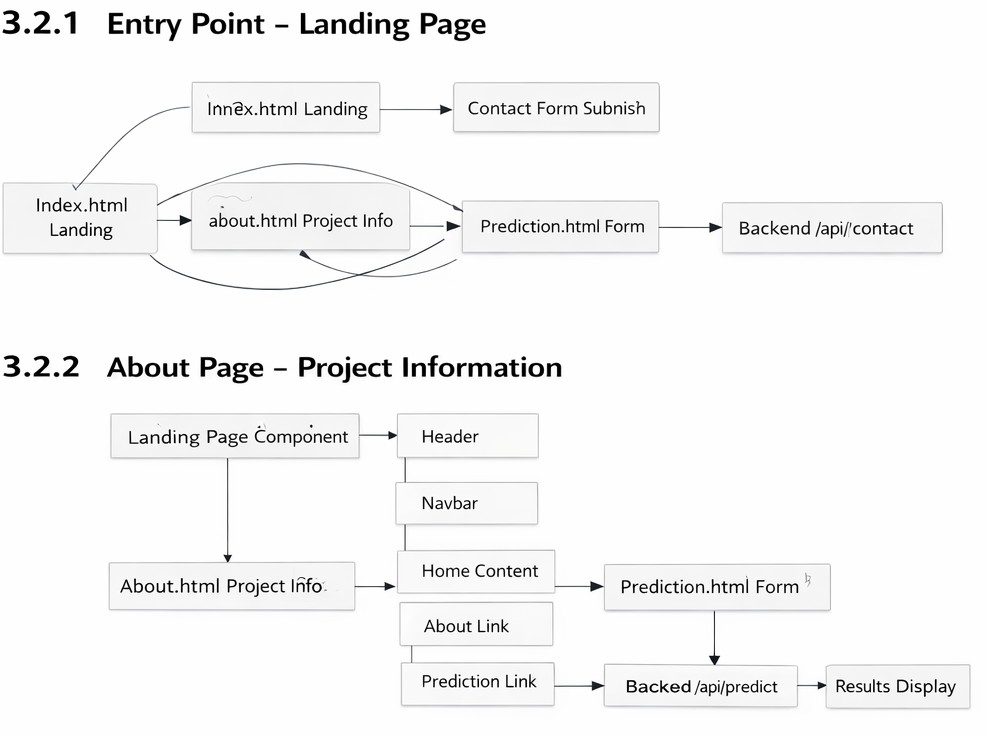 3.2.1 Entry Point – Landing Page
Innex.html Landing
Contact Form Subnish
Index.html
Landing
about.html Project Info
Prediction.html Form
Backend /api/'contact
3.2.2 About Page – Project Information
Landing Page Component
Header
Navbar
About.html Project Info
Home Content
Prediction.html Form
About Link
Prediction Link
Backed /api/predict
Results Display